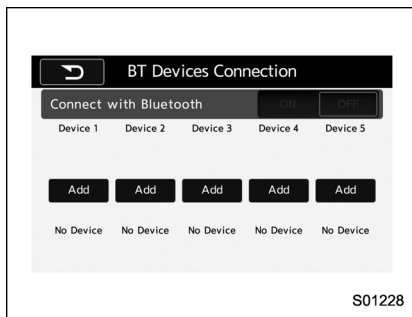 BT Devices Connection
Connect with Bluetooth ON OFF
Device 1 Device 2 Device 3 Device 4 Device 5
Add Add Add Add Add
No Device No Device No Device No Device No Device
S01228